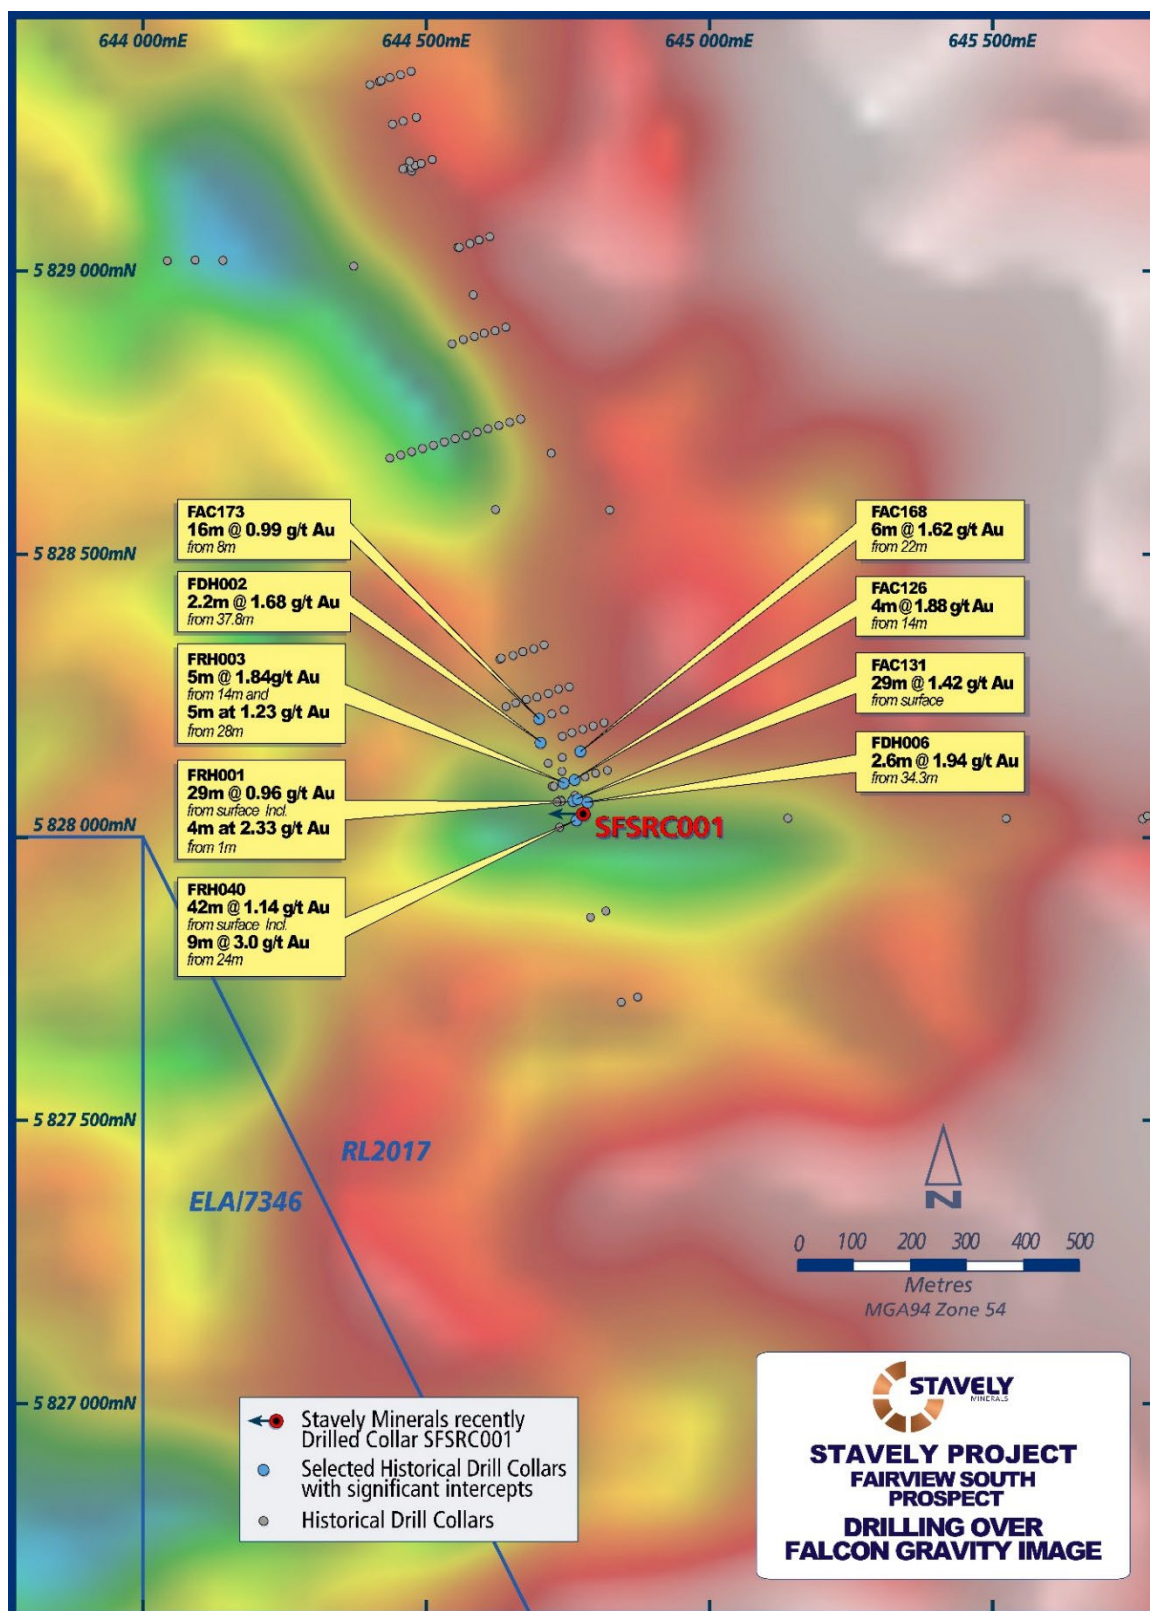 644 000mE
644 500mE
645 000mE
645 500mE
5 829 000mN
5 828 500mN
5 828 000mN
5 827 500mN
5 827 000mN
FAC173
16m @ 0.99 g/t Au
from 8m
FDH002
2.2m @ 1.68 g/t Au
from 37.8m
FRH003
5m @ 1.84g/t Au
from 14m and
5m at 1.23 g/t Au
from 28m
FRH001
29m @ 0.96 g/t Au
from surface Incl.
4m at 2.33 g/t Au
from 1m
FRH040
42m @ 1.14 g/t Au
from surface Incl.
9m @ 3.0 g/t Au
from 24m
FAC168
6m @ 1.62 g/t Au
from 22m
FAC126
4m @ 1.88 g/t Au
from 14m
FAC131
29m @ 1.42 g/t Au
from surface
FDH006
2.6m @ 1.94 g/t Au
from 34.3m
SFSRC001
RL2017
ELA/7346
N
0 100 200 300 400 500
Metres
MGA94 Zone 54
Stavely Minerals recently
Drilled Collar SFSRC001
Selected Historical Drill Collars
with significant intercepts
Historical Drill Collars
STAVELY
MINERALS
STAVELY PROJECT
FAIRVIEW SOUTH
PROSPECT
DRILLING OVER
FALCON GRAVITY IMAGE